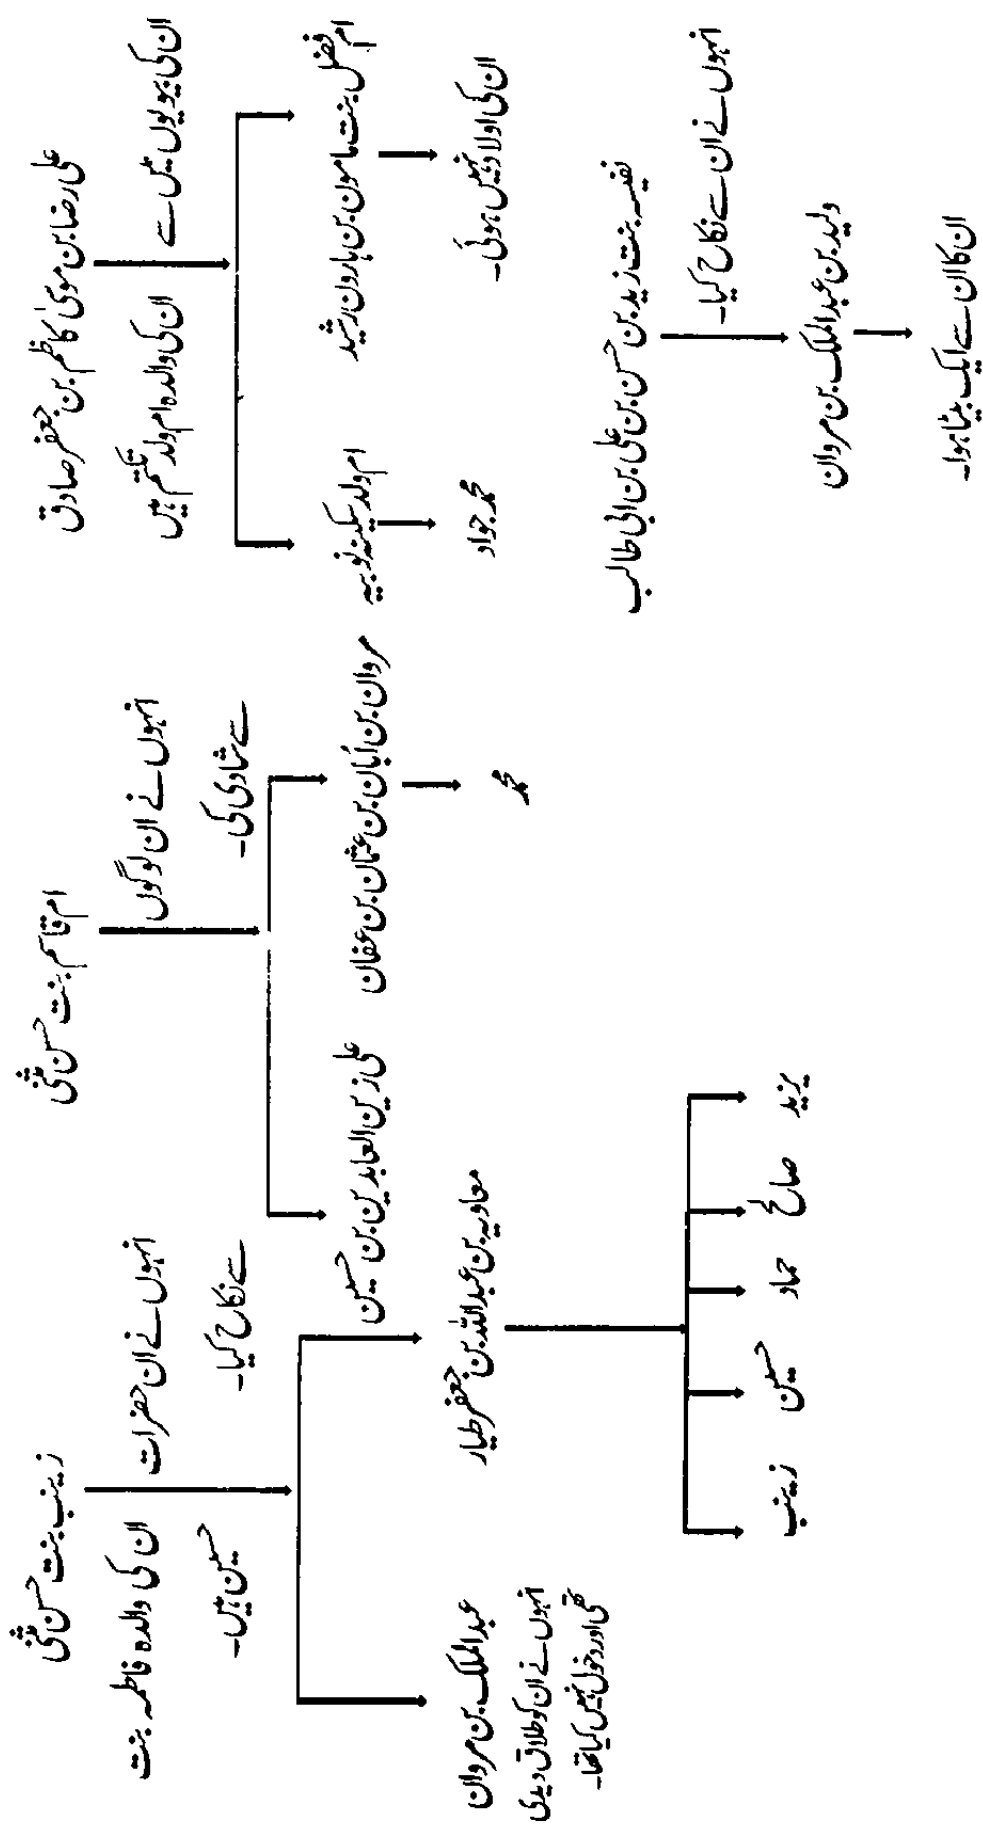 علی رضا بن موسیٰ کاظم بن جعفر صادق
ان کی بیویوں میں سے
ان کی والدہ ام ولد تکتم ہیں
ام فضل بنت مامون بن ہارون رشید
ان کی اولاد نہیں ہوئی۔
ام ولد سکینہ نوبیہ
محمد جواد
نفیسہ بنت زید بن حسن بن علی بن ابی طالب
انہوں نے ان سے نکاح کیا۔
ولید بن عبدالملک بن مروان
ان کا ان سے ایک بیٹا ہوا۔
ام قاسم بنت حسن مثنیٰ
انہوں نے ان لوگوں
سے شادی کی۔
مروان بن ابان بن عثمان بن عفان
محمد
علی زین العابدین بن حسین
زینب بنت حسن مثنیٰ
انہوں نے ان حضرات
سے نکاح کیا۔
ان کی والدہ فاطمہ بنت
حسین ہیں۔
معاویہ بن عبداللہ بن جعفر طیار
یزید
صالح
حماد
حسین
زینب
عبدالملک بن مروان
انہوں نے ان کو طلاق دیدی
تھی اور دخول نہیں کیا تھا۔